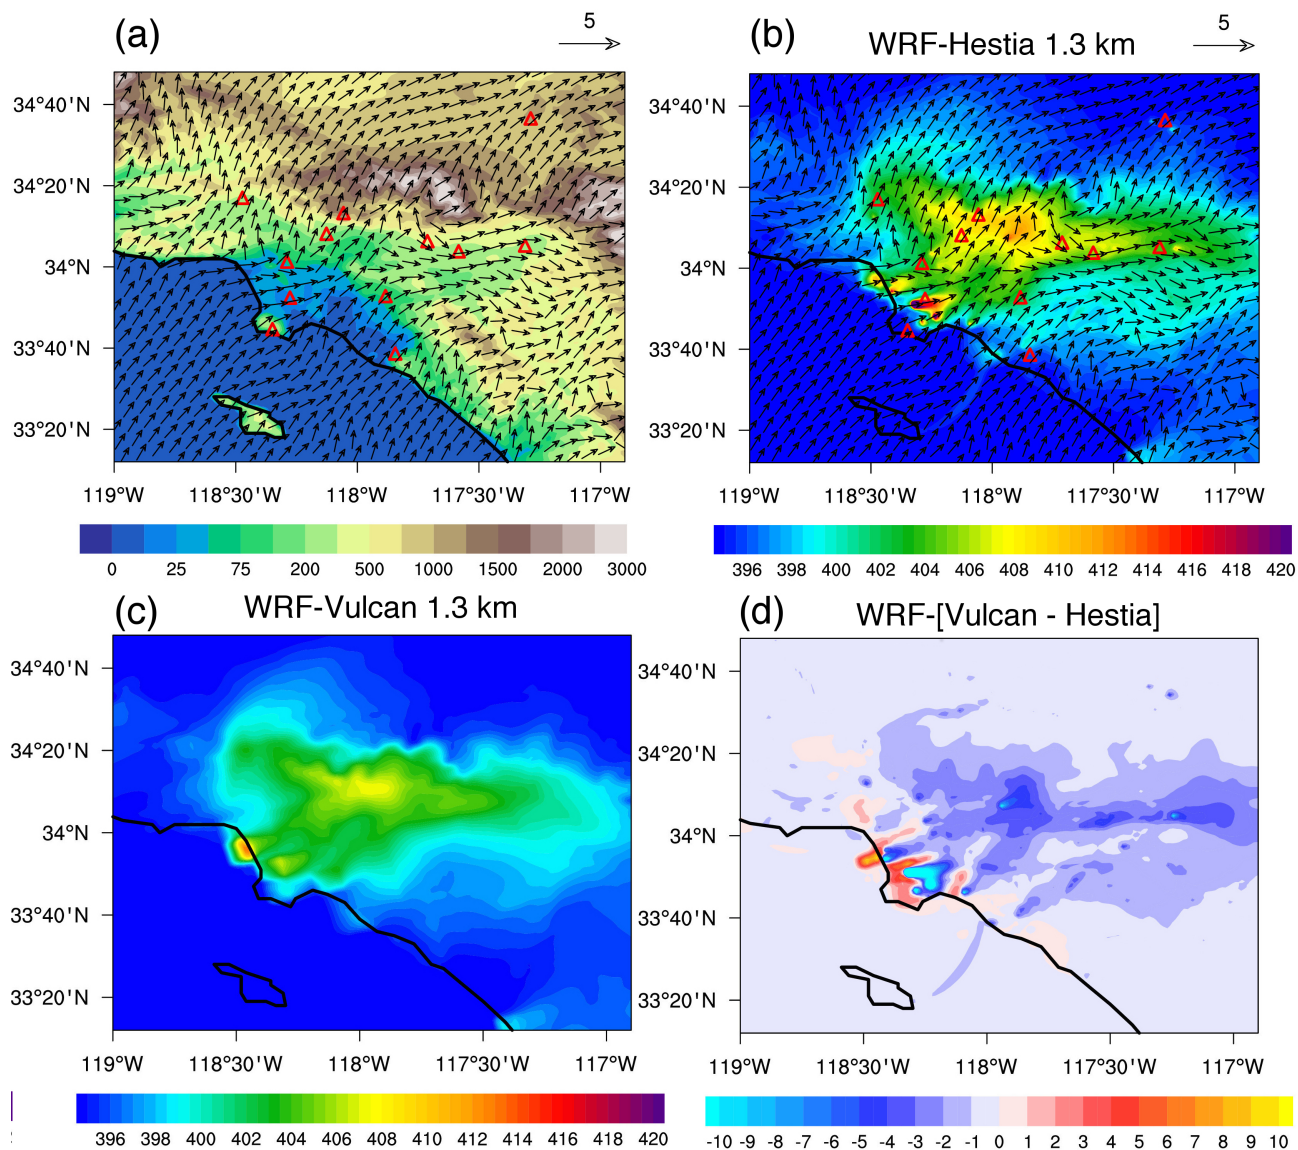 (a)
5
34°40'N
34°20'N
34°N
33°40'N
33°20'N
119°W
118°30'W
118°W
117°30'W
117°W
0 25 75 200 500 1000 1500 2000 3000
(b)
WRF-Hestia 1.3 km
5
34°40'N
34°20'N
34°N
33°40'N
33°20'N
119°W
118°30'W
118°W
117°30'W
117°W
396 398 400 402 404 406 408 410 412 414 416 418 420
(c)
WRF-Vulcan 1.3 km
34°40'N
34°20'N
34°N
33°40'N
33°20'N
119°W
118°30'W
118°W
117°30'W
117°W
396 398 400 402 404 406 408 410 412 414 416 418 420
(d)
WRF-[Vulcan - Hestia]
34°40'N
34°20'N
34°N
33°40'N
33°20'N
119°W
118°30'W
118°W
117°30'W
117°W
-10 -9 -8 -7 -6 -5 -4 -3 -2 -1 0 1 2 3 4 5 6 7 8 9 10